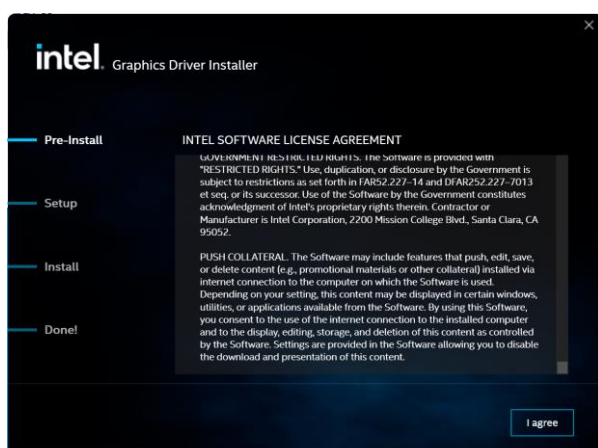 intel. Graphics Driver Installer
Pre-Install
Setup
Install
Done!
INTEL SOFTWARE LICENSE AGREEMENT
GOVERNMENT RESTRICTED RIGHTS. The Software is provided with
"RESTRICTED RIGHTS." Use, duplication, or disclosure by the Government is
subject to restrictions as set forth in FAR52.227–14 and DFAR252.227–7013
et seq. or its successor. Use of the Software by the Government constitutes
acknowledgment of Intel's proprietary rights therein. Contractor or
Manufacturer is Intel Corporation, 2200 Mission College Blvd., Santa Clara, CA
95052.
PUSH COLLATERAL. The Software may include features that push, edit, save,
or delete content (e.g., promotional materials or other collateral) installed via
internet connection to the computer on which the Software is used.
Depending on your setting, this content may be displayed in certain windows,
utilities, or applications available from the Software. By using this Software,
you consent to the use of the internet connection to the installed computer
and to the display, editing, storage, and deletion of this content as controlled
by the Software. Settings are provided in the Software allowing you to disable
the download and presentation of this content.
I agree